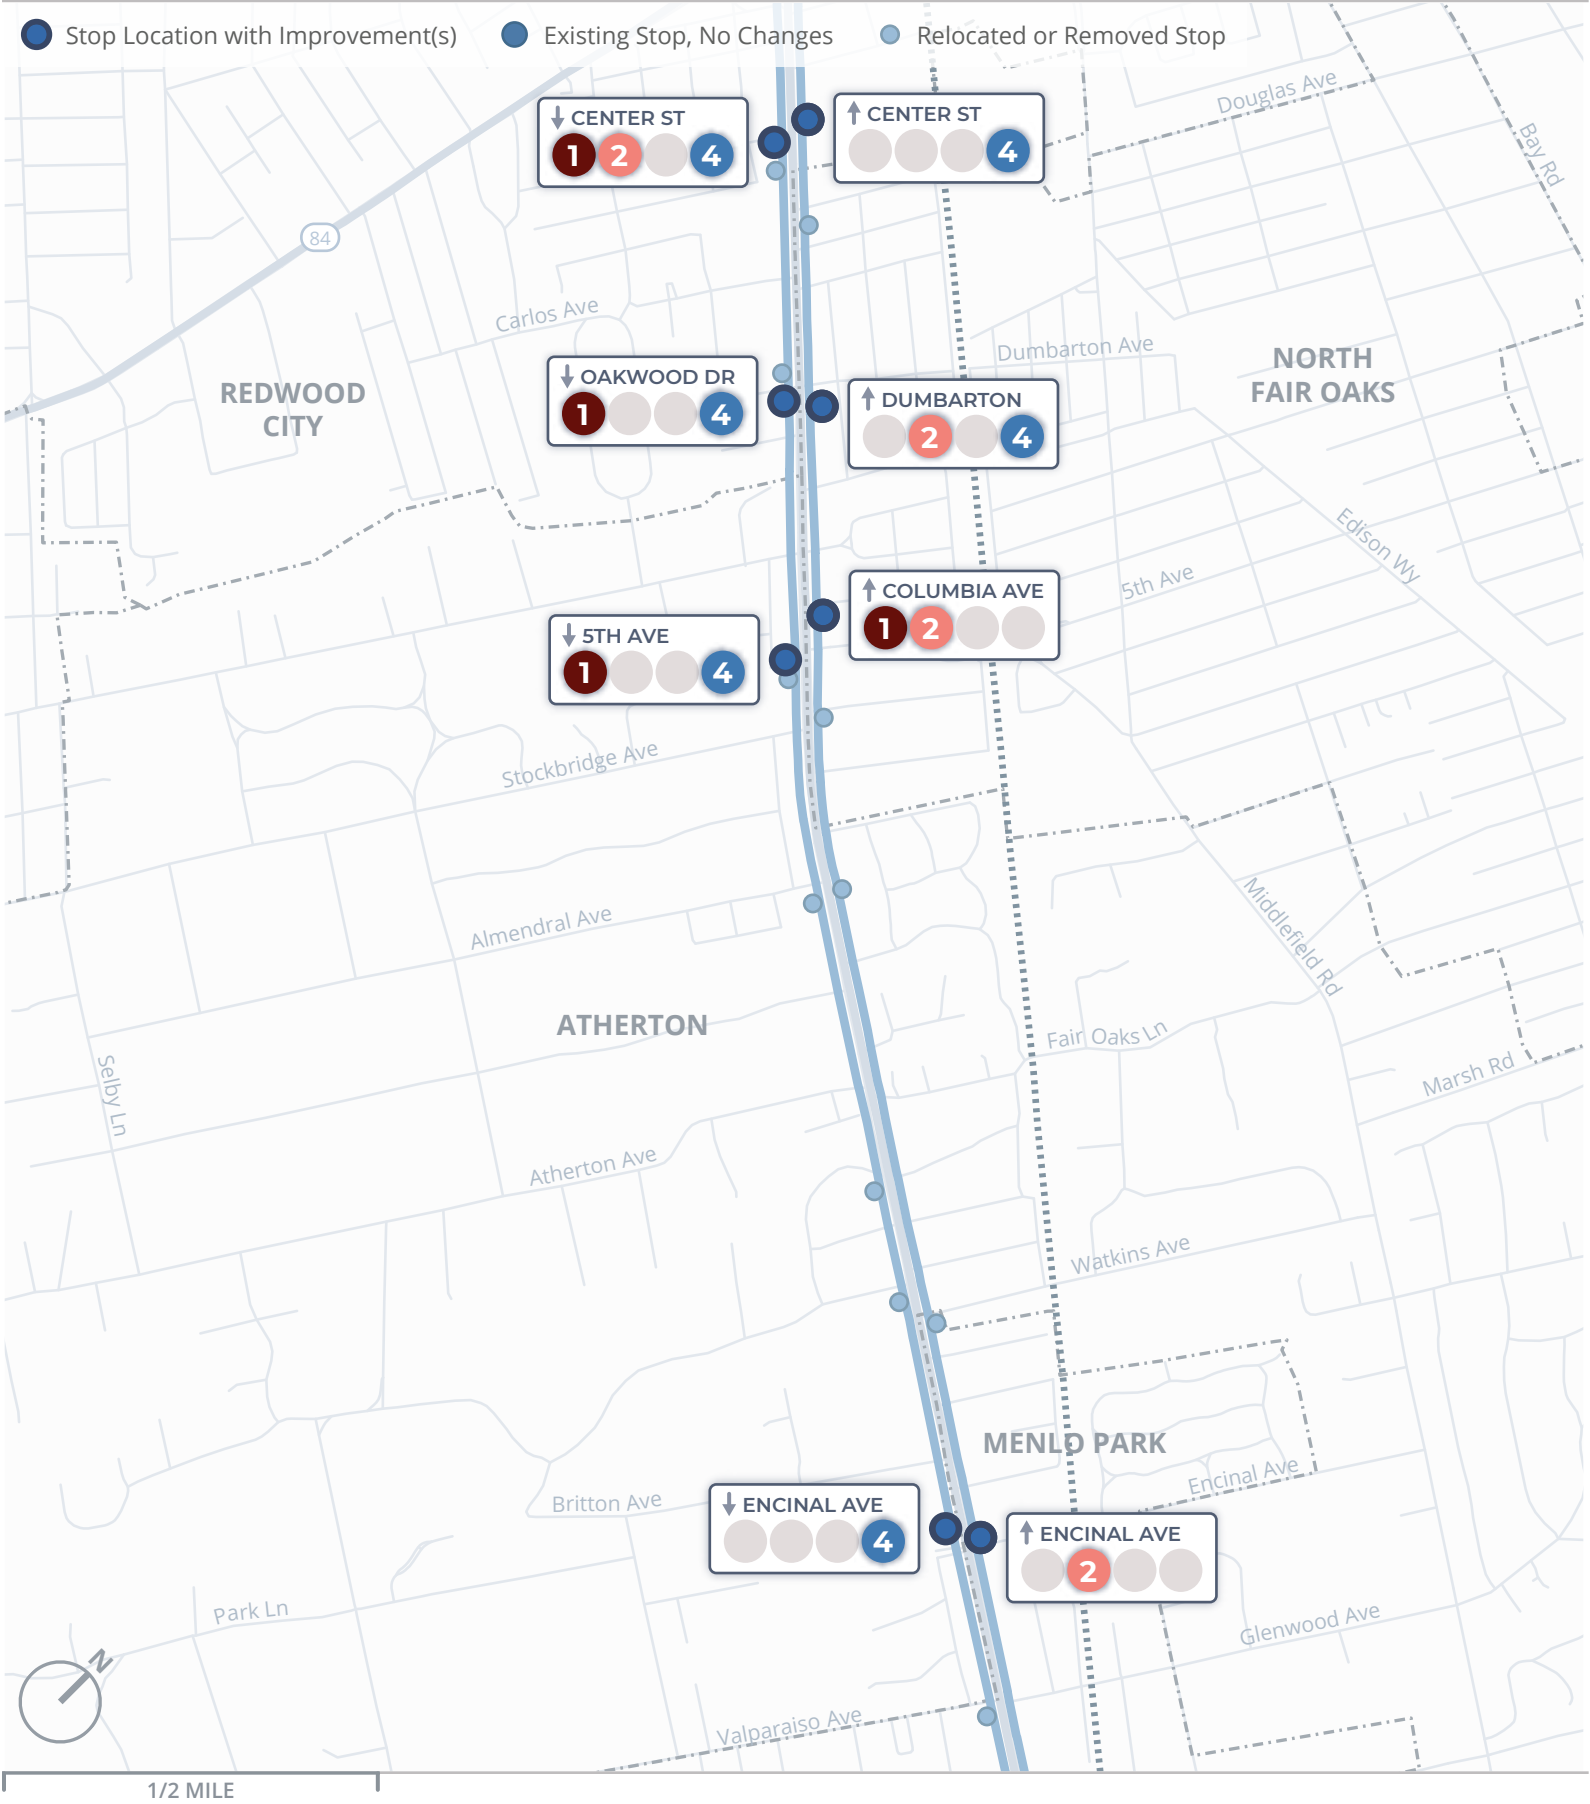 Stop Location with Improvement(s)
Existing Stop, No Changes
Relocated or Removed Stop
Douglas Ave
Bay Rd
CENTER ST
1 2 4
CENTER ST
4
84
Carlos Ave
Dumbarton Ave
NORTH
FAIR OAKS
REDWOOD
CITY
OAKWOOD DR
1 4
DUMBARTON
2 4
Edison Wy
5th Ave
COLUMBIA AVE
1 2
5TH AVE
1 4
Stockbridge Ave
Almendral Ave
Middlefield Rd
ATHERTON
Fair Oaks Ln
Marsh Rd
Selby Ln
Atherton Ave
Watkins Ave
MENLO PARK
Encinal Ave
Britton Ave
ENCINAL AVE
4
ENCINAL AVE
2
Park Ln
Glenwood Ave
N
Valparaiso Ave
1/2 MILE